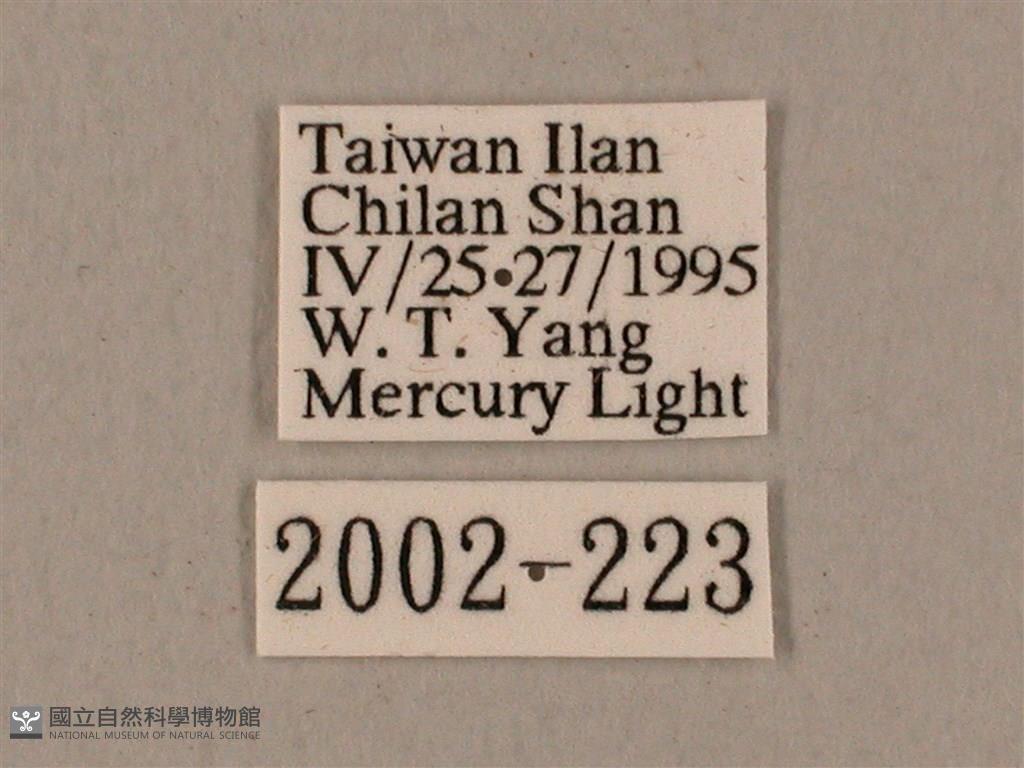 Taiwan Ilan
Chilan Shan
IV/25-27/1995
W. T. Yang
Mercury Light
2002-223
國立自然科學博物館
NATIONAL MUSEUM OF NATURAL SCIENCE